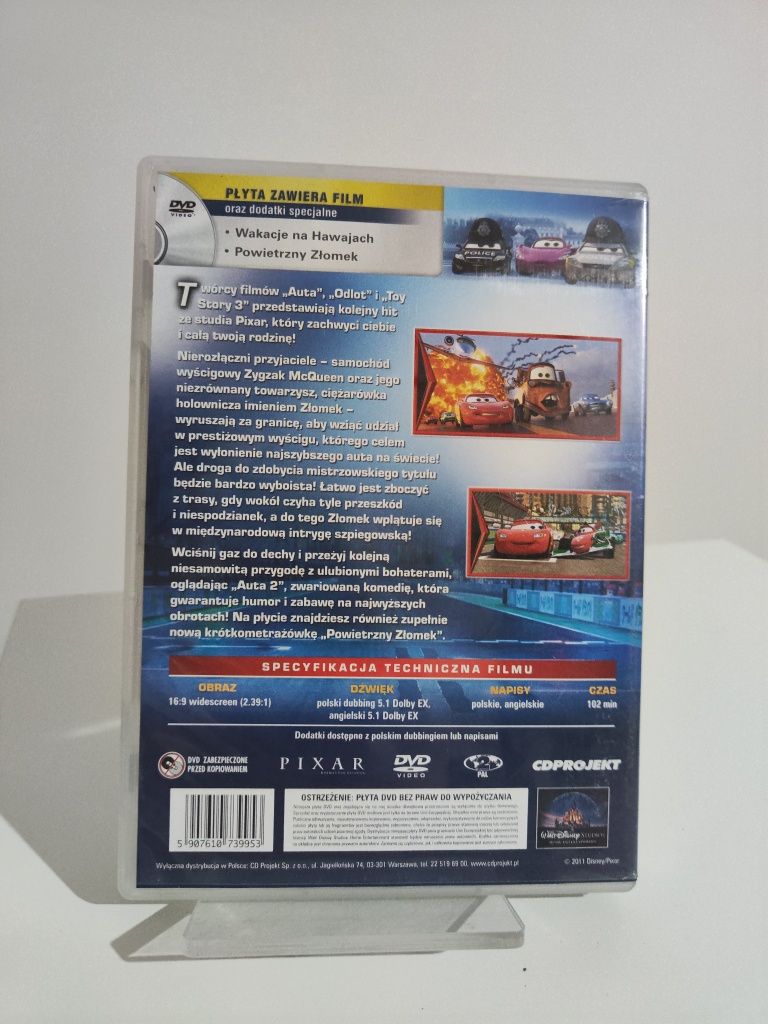 DVD
VIDEO
PŁYTA ZAWIERA FILM
oraz dodatki specjalne
• Wakacje na Hawajach
• Powietrzny Złomek
POLICE
Twórcy filmów „Auta”, „Odlot” i „Toy
Story 3” przedstawiają kolejny hit
ze studia Pixar, który zachwyci ciebie
i całą twoją rodzinę!
Nierozłączni przyjaciele – samochód
wyścigowy Zygzak McQueen oraz jego
niezrównany towarzysz, ciężarówka
holownicza imieniem Złomek –
wyruszają za granicę, aby wziąć udział
w prestiżowym wyścigu, którego celem
jest wyłonienie najszybszego auta na świecie!
Ale droga do zdobycia mistrzowskiego tytułu
będzie bardzo wyboista! Łatwo jest zboczyć
z trasy, gdy wokół czyha tyle przeszkód
i niespodzianek, a do tego Złomek wplątuje się
w międzynarodową intrygę szpiegowską!
Wciśnij gaz do dechy i przeżyj kolejną
niesamowitą przygodę z ulubionymi bohaterami,
oglądając „Auta 2”, zwariowaną komedię, która
gwarantuje humor i zabawę na najwyższych
obrotach! Na płycie znajdziesz również zupełnie
nową krótkometrażówkę „Powietrzny Złomek”.
SPECYFIKACJA TECHNICZNA FILMU
OBRAZ DŹWIĘK NAPISY CZAS
16:9 widescreen (2.39:1) polski dubbing 5.1 Dolby EX, polskie, angielskie 102 min
angielski 5.1 Dolby EX
Dodatki dostępne z polskim dubbingiem lub napisami
DVD ZABEZPIECZONE
PRZED KOPIOWANIEM
PIXAR
DVD
VIDEO
2
PAL
CDPROJEKT
OSTRZEŻENIE: PŁYTA DVD BEZ PRAW DO WYPOŻYCZANIA
5 907610 739953
WALT DISNEY STUDIOS
HOME ENTERTAINMENT
Wyłączna dystrybucja w Polsce: CD Projekt Sp. z o.o., ul. Jagiellońska 74, 03-301 Warszawa, tel. 22 519 69 00. www.cdprojekt.pl
© 2011 Disney/Pixar